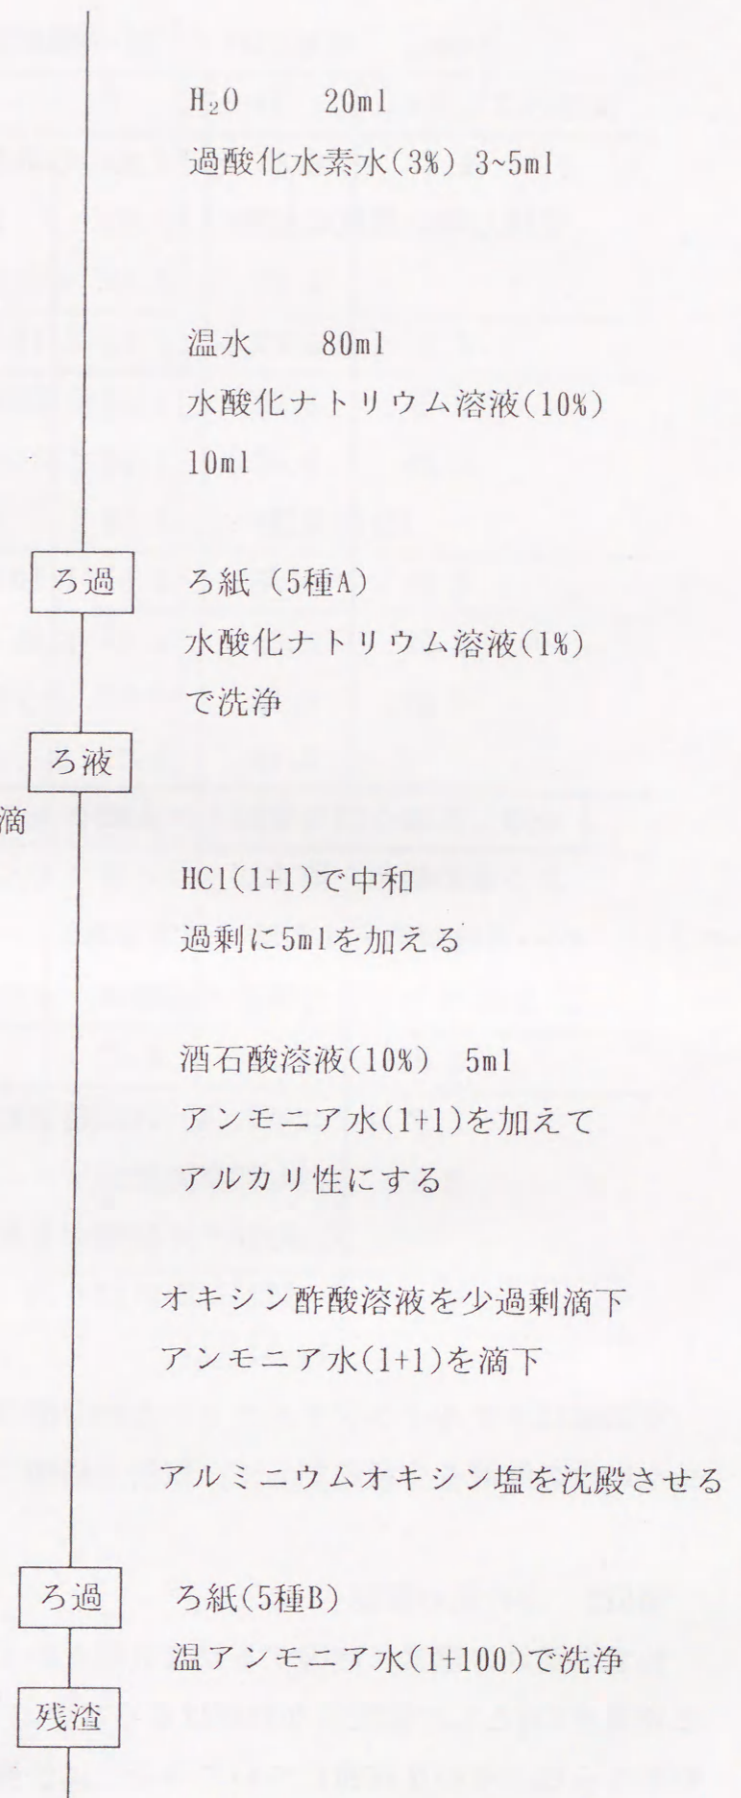 H₂O 20ml
過酸化水素水(3%) 3~5ml
温水 80ml
水酸化ナトリウム溶液(10%)
10ml
ろ過 ろ紙（5種A）
水酸化ナトリウム溶液(1%)
で洗浄
ろ液
滴
HCl(1+1)で中和
過剰に5mlを加える
酒石酸溶液(10%) 5ml
アンモニア水(1+1)を加えて
アルカリ性にする
オキシン酢酸溶液を少過剰滴下
アンモニア水(1+1)を滴下
アルミニウムオキシン塩を沈殿させる
ろ過 ろ紙(5種B)
温アンモニア水(1+100)で洗浄
残渣